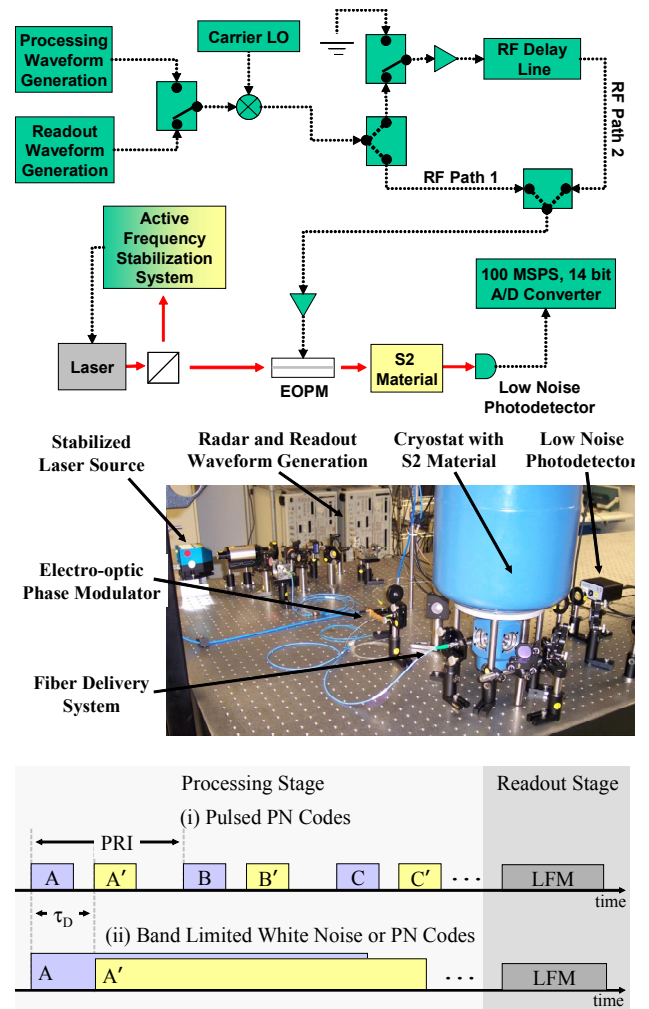 Processing
Waveform
Generation
Carrier LO
RF Delay
Line
Readout
Waveform
Generation
RF Path 2
RF Path 1
Active
Frequency
Stabilization
System
100 MSPS, 14 bit
A/D Converter
Laser
EOPM
S2
Material
Low Noise
Photodetector
Stabilized
Laser Source
Radar and Readout
Waveform Generation
Cryostat with
S2 Material
Low Noise
Photodetector
Electro-optic
Phase Modulator
Fiber Delivery
System
Processing Stage
Readout Stage
(i) Pulsed PN Codes
PRI
A A′ B B′ C C′ ··· LFM
time
τD
(ii) Band Limited White Noise or PN Codes
A A′ ··· LFM
time